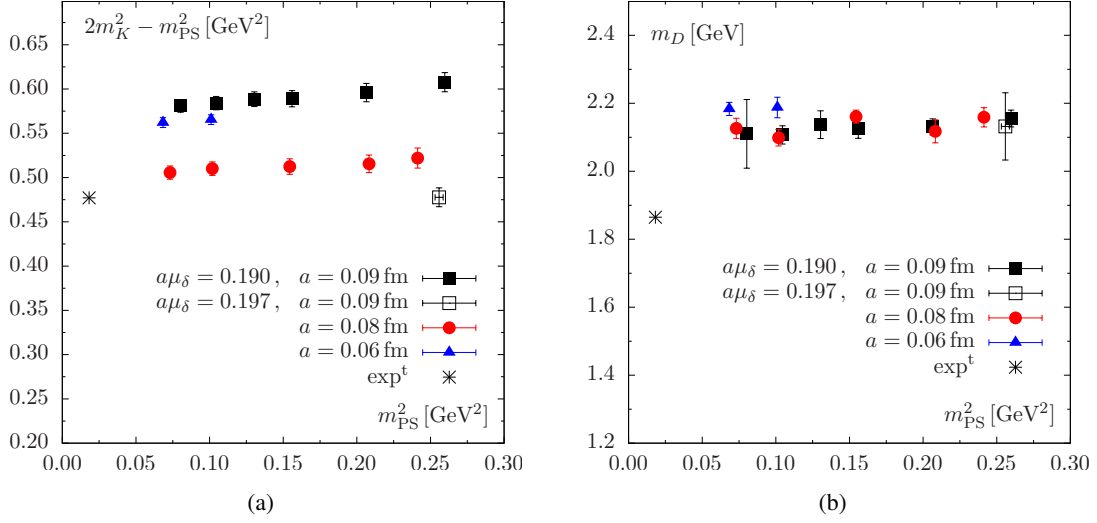 2m_K^2 − m_PS^2 [GeV^2]
0.65
0.60
0.55
0.50
0.45
0.40
0.35
0.30
0.25
0.20
aμ_δ = 0.190 , a = 0.09 fm
aμ_δ = 0.197 , a = 0.09 fm
a = 0.08 fm
a = 0.06 fm
exp^t
m_PS^2 [GeV^2]
0.00 0.05 0.10 0.15 0.20 0.25 0.30
(a)
m_D [GeV]
2.4
2.2
2.0
1.8
1.6
1.4
1.2
aμ_δ = 0.190 , a = 0.09 fm
aμ_δ = 0.197 , a = 0.09 fm
a = 0.08 fm
a = 0.06 fm
exp^t
m_PS^2 [GeV^2]
0.00 0.05 0.10 0.15 0.20 0.25 0.30
(b)